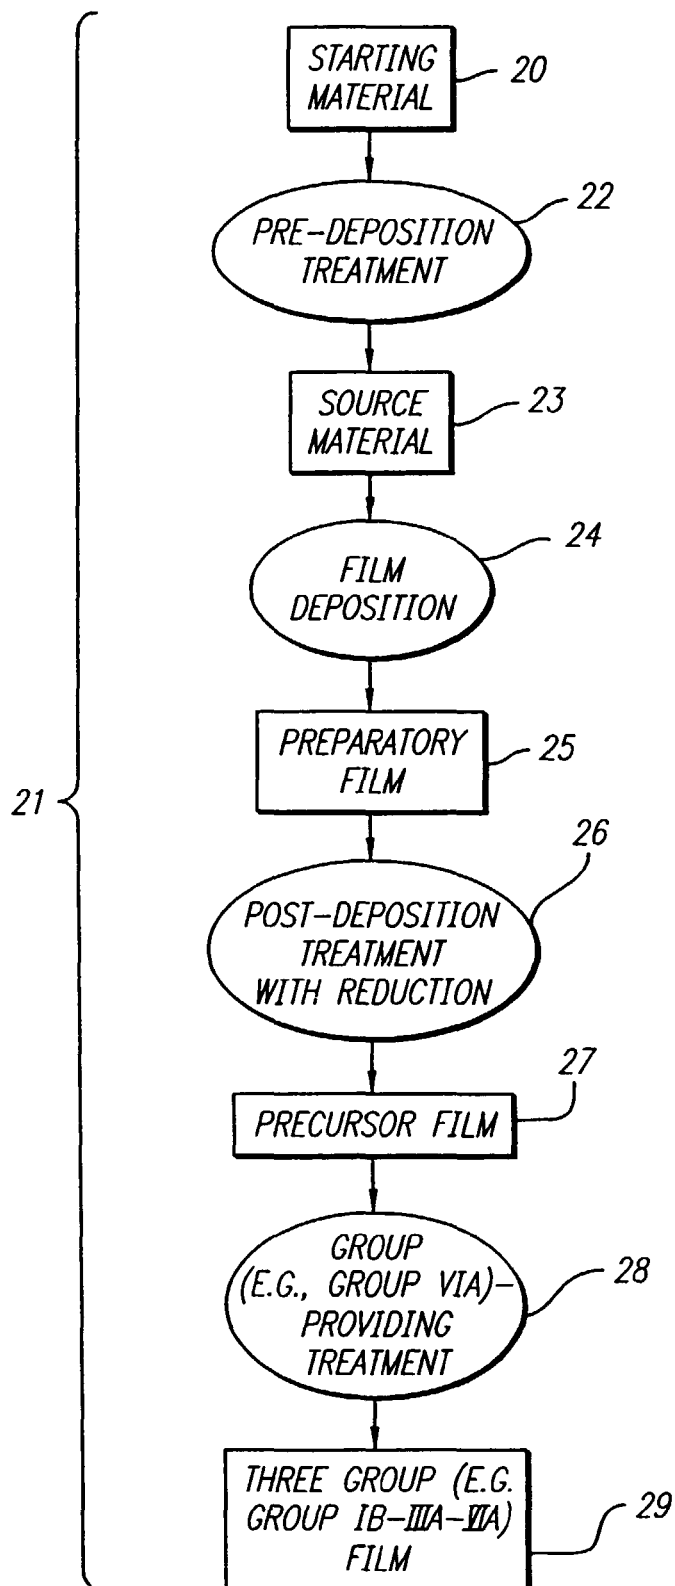 STARTING
MATERIAL
20
PRE-DEPOSITION
TREATMENT
22
SOURCE
MATERIAL
23
FILM
DEPOSITION
24
PREPARATORY
FILM
25
21
POST-DEPOSITION
TREATMENT
WITH REDUCTION
26
PRECURSOR FILM
27
GROUP
(E.G., GROUP VIA)-
PROVIDING
TREATMENT
28
THREE GROUP (E.G.
GROUP IB-IIIA-VIA)
FILM
29